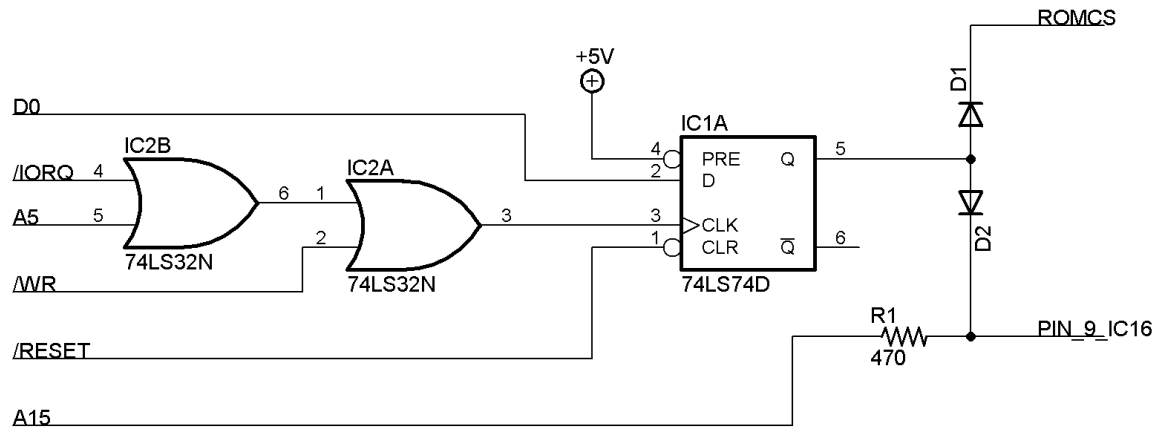 ROMCS
+5V
D1
D0
IC1A
IC2B
4 PRE Q 5
IC2A
2 D
/IORQ 4
6 1
A5 5
3
3 CLK
2
1 CLR Q 6
D2
74LS32N
74LS32N
74LS74D
/WR
R1
/RESET
470
PIN_9_IC16
A15